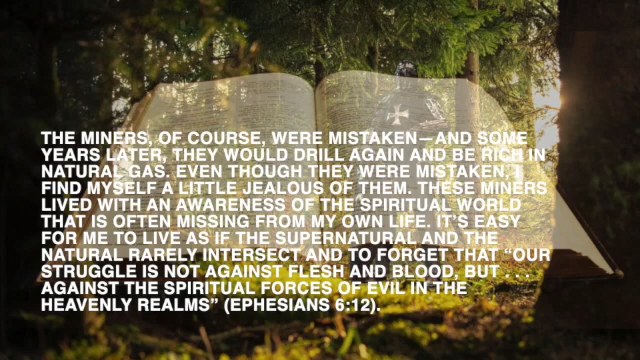 THE MINERS, OF COURSE, WERE MISTAKEN—AND SOME
YEARS LATER, THEY WOULD DRILL AGAIN AND BE RICH IN
NATURAL GAS. EVEN THOUGH THEY WERE MISTAKEN, I
FIND MYSELF A LITTLE JEALOUS OF THEM. THESE MINERS
LIVED WITH AN AWARENESS OF THE SPIRITUAL WORLD
THAT IS OFTEN MISSING FROM MY OWN LIFE. IT’S EASY
FOR ME TO LIVE AS IF THE SUPERNATURAL AND THE
NATURAL RARELY INTERSECT AND TO FORGET THAT “OUR
STRUGGLE IS NOT AGAINST FLESH AND BLOOD, BUT . . .
AGAINST THE SPIRITUAL FORCES OF EVIL IN THE
HEAVENLY REALMS” (EPHESIANS 6:12).